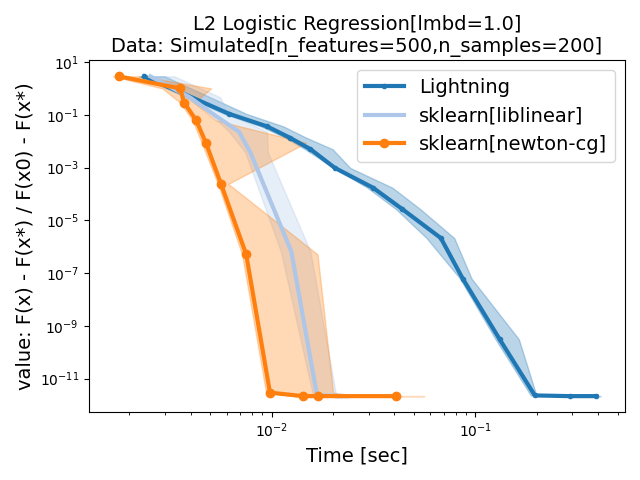 L2 Logistic Regression[lmbd=1.0]
Data: Simulated[n_features=500,n_samples=200]
value: F(x) - F(x*) / F(x0) - F(x*)
10^1
10^-1
10^-3
10^-5
10^-7
10^-9
10^-11
Lightning
sklearn[liblinear]
sklearn[newton-cg]
10^-2
10^-1
Time [sec]